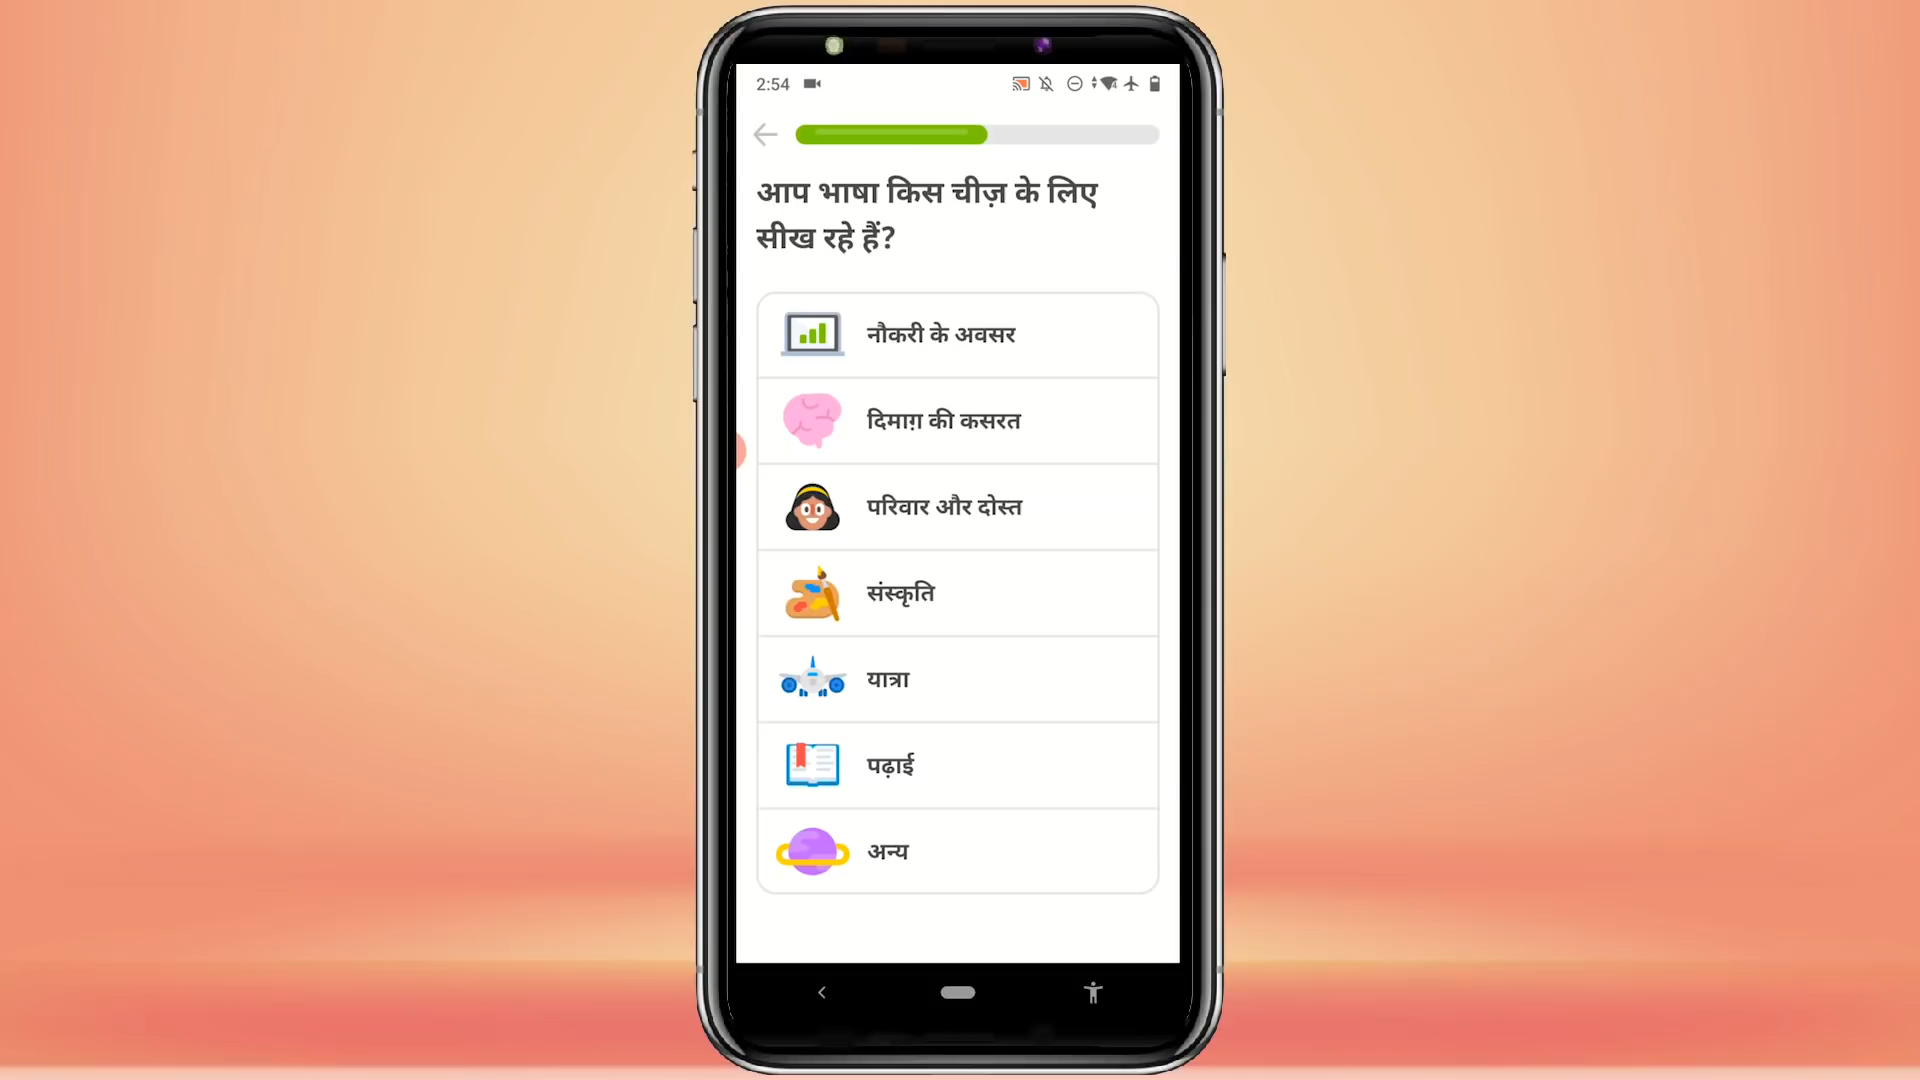 2:54
आप भाषा किस चीज़ के लिए
सीख रहे हैं?
नौकरी के अवसर
दिमाग़ की कसरत
परिवार और दोस्त
संस्कृति
यात्रा
पढ़ाई
अन्य